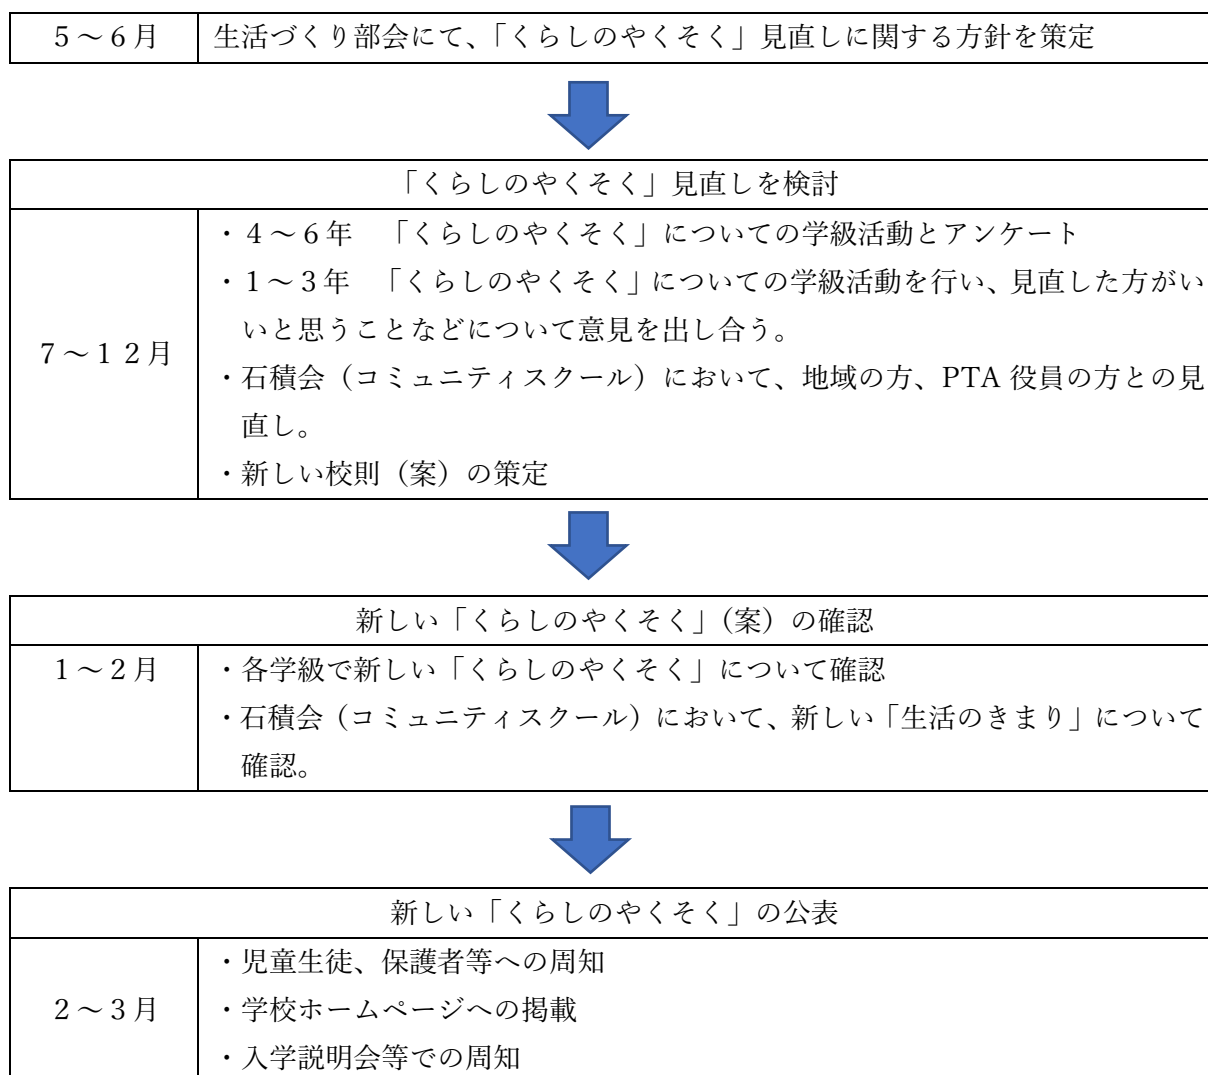 5～6月 生活づくり部会にて、「くらしのやくそく」見直しに関する方針を策定
「くらしのやくそく」見直しを検討
7～12月
・4～6年　「くらしのやくそく」についての学級活動とアンケート
・1～3年　「くらしのやくそく」についての学級活動を行い、見直した方がい
いと思うことなどについて意見を出し合う。
・石積会（コミュニティスクール）において、地域の方、PTA 役員の方との見
直し。
・新しい校則（案）の策定
新しい「くらしのやくそく」（案）の確認
1～2月 ・各学級で新しい「くらしのやくそく」について確認
・石積会（コミュニティスクール）において、新しい「生活のきまり」について
確認。
新しい「くらしのやくそく」の公表
2～3月
・児童生徒、保護者等への周知
・学校ホームページへの掲載
・入学説明会等での周知